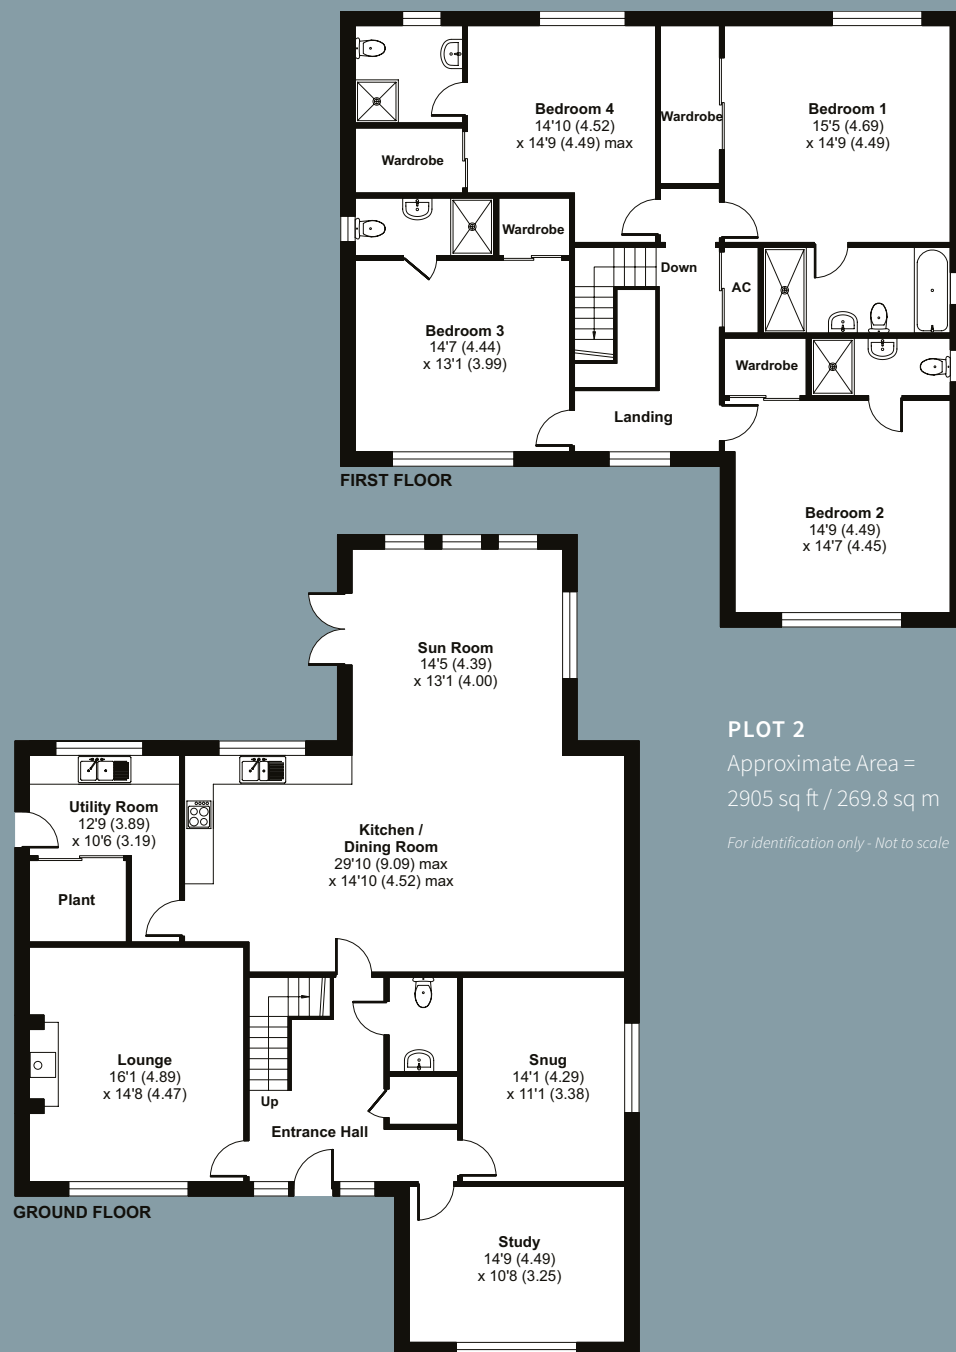 Bedroom 4
14'10 (4.52)
x 14'9 (4.49) max
Wardrobe
Bedroom 1
15'5 (4.69)
x 14'9 (4.49)
Wardrobe
Wardrobe
Down
AC
Bedroom 3
14'7 (4.44)
x 13'1 (3.99)
Wardrobe
Landing
FIRST FLOOR
Bedroom 2
14'9 (4.49)
x 14'7 (4.45)
Sun Room
14'5 (4.39)
x 13'1 (4.00)
PLOT 2
Approximate Area =
2905 sq ft / 269.8 sq m
For identification only - Not to scale
Utility Room
12'9 (3.89)
x 10'6 (3.19)
Kitchen /
Dining Room
29'10 (9.09) max
x 14'10 (4.52) max
Plant
Lounge
16'1 (4.89)
x 14'8 (4.47)
Up
Entrance Hall
Snug
14'1 (4.29)
x 11'1 (3.38)
GROUND FLOOR
Study
14'9 (4.49)
x 10'8 (3.25)